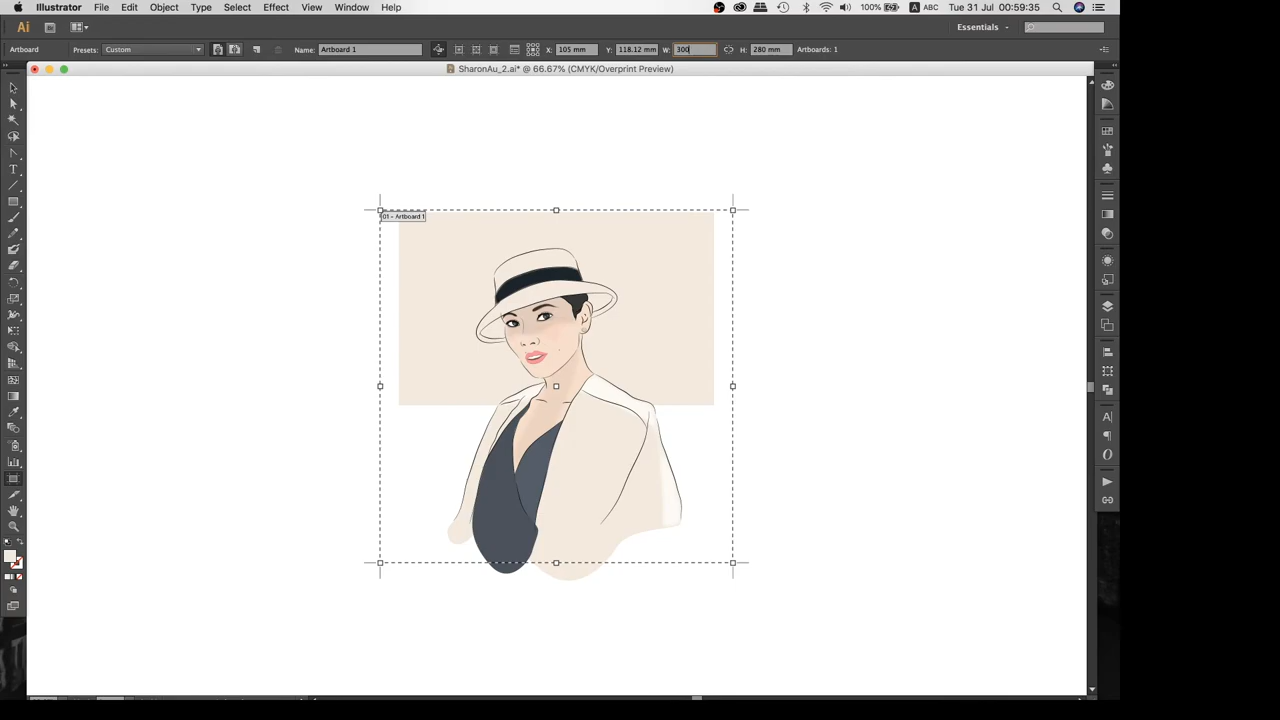 Illustrator File Edit Object Type Select Effect View Window Help 100% ABC Tue 31 Jul 00:59:35
Ai Br Essentials
Artboard Presets: Custom Name: Artboard 1 X: 105 mm Y: 118.12 mm W: 300 H: 280 mm Artboards: 1
SharonAu_2.ai* @ 66.67% (CMYK/Overprint Preview)
01 - Artboard 1